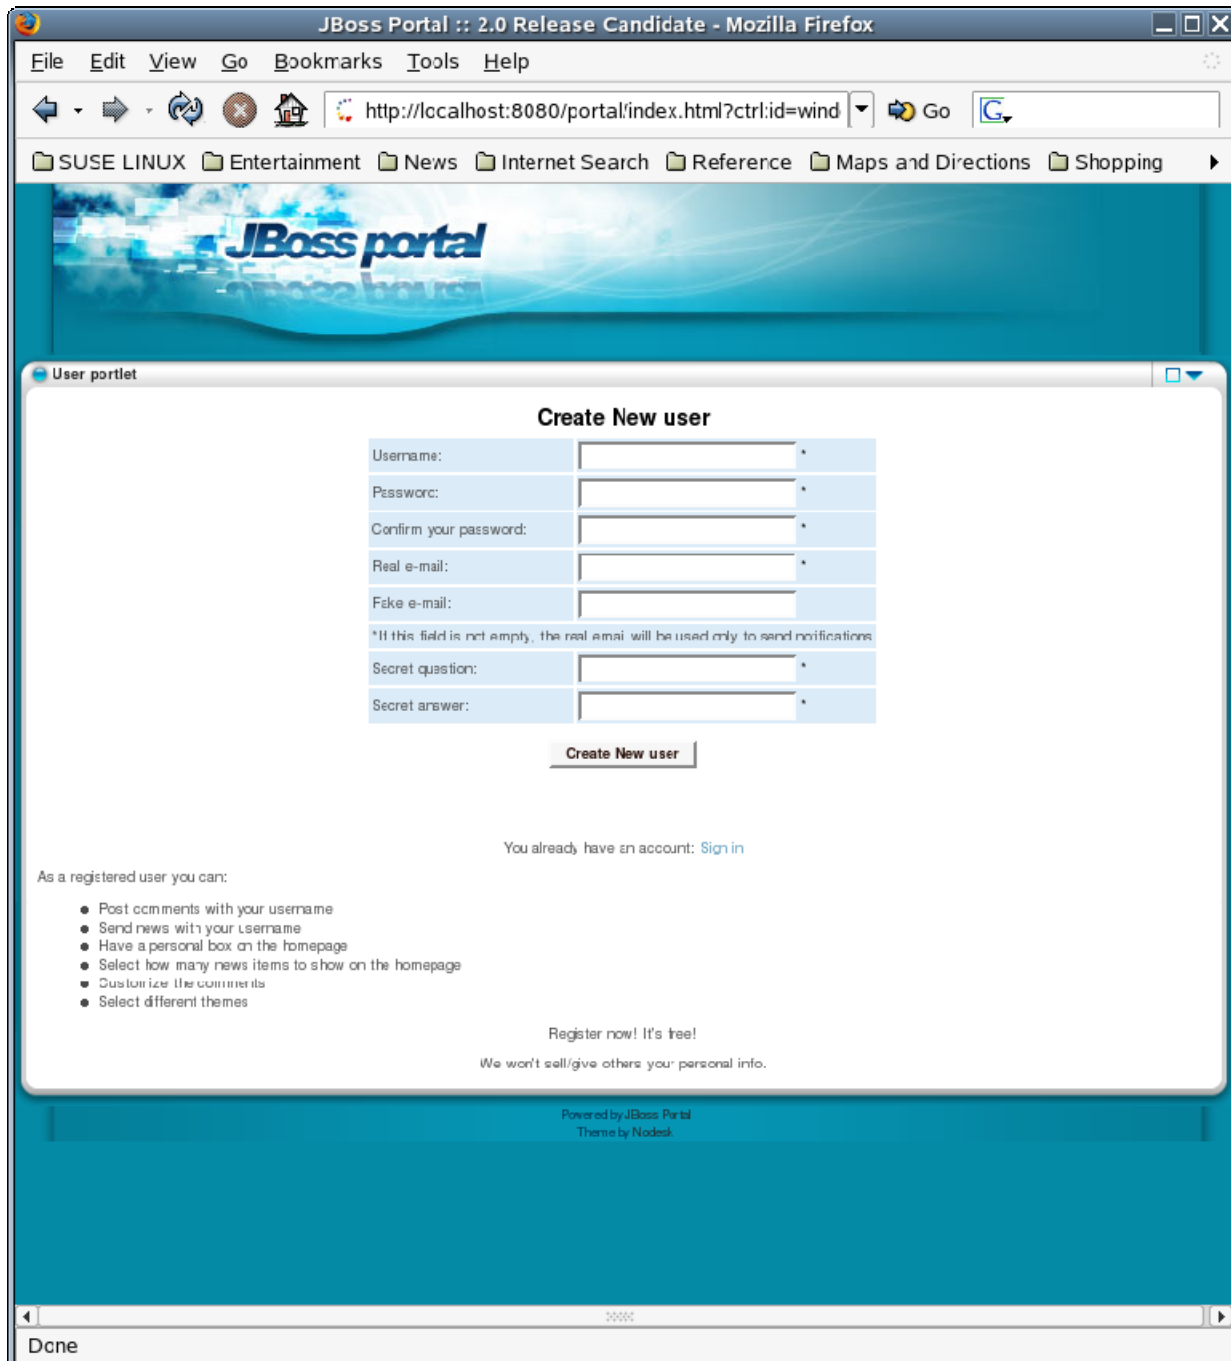 JBoss Portal :: 2.0 Release Candidate - Mozilla Firefox
File Edit View Go Bookmarks Tools Help
http://localhost:8080/portal/index.html?ctrl:id=wind Go G
SUSE LINUX Entertainment News Internet Search Reference Maps and Directions Shopping
JBoss portal
User portlet
Create New user
Username: *
Password: *
Confirm your password: *
Real e-mail: *
Fake e-mail:
*If this field is not empty, the real email will be used only to send notifications
Secret question: *
Secret answer: *
Create New user
You already have an account: Sign in
As a registered user you can:
● Post comments with your username
● Send news with your username
● Have a personal box on the homepage
● Select how many news items to show on the homepage
● Customize the comments
● Select different themes
Register now! It's free!
We won't sell/give others your personal info.
Powered by JBoss Portal
Theme by Nodesk
Done